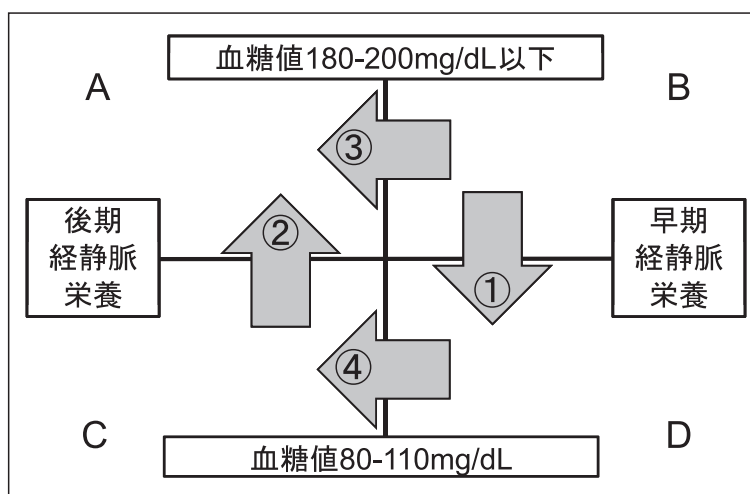 血糖値180-200mg/dL以下
A
B
③
後期
経静脈
栄養
②
①
早期
経静脈
栄養
④
C
D
血糖値80-110mg/dL